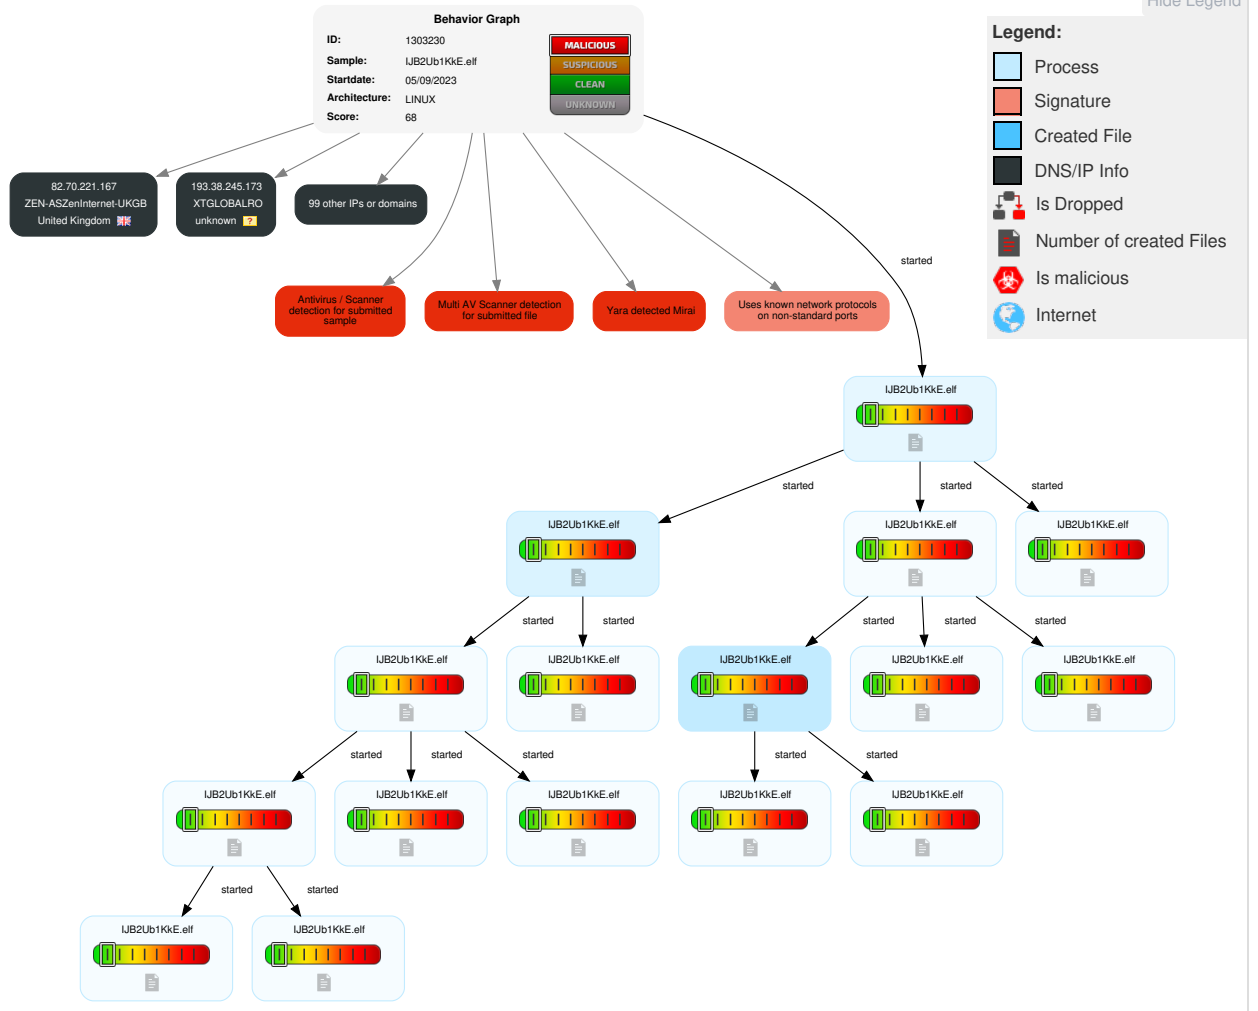 Hide Legend
Behavior Graph
ID: 1303230
Sample: IJB2Ub1KkE.elf
Startdate: 05/09/2023
Architecture: LINUX
Score: 68
MALICIOUS
SUSPICIOUS
CLEAN
UNKNOWN
Legend:
Process
Signature
Created File
DNS/IP Info
Is Dropped
Number of created Files
Is malicious
Internet
82.70.221.167
ZEN-ASZenInternet-UKGB
United Kingdom
193.38.245.173
XTGLOBALRO
unknown ?
99 other IPs or domains
started
Antivirus / Scanner
detection for submitted
sample
Multi AV Scanner detection
for submitted file
Yara detected Mirai
Uses known network protocols
on non-standard ports
IJB2Ub1KkE.elf
started
started
started
IJB2Ub1KkE.elf
IJB2Ub1KkE.elf
IJB2Ub1KkE.elf
started
started
started
started
started
IJB2Ub1KkE.elf
IJB2Ub1KkE.elf
IJB2Ub1KkE.elf
IJB2Ub1KkE.elf
IJB2Ub1KkE.elf
started
started
started
started
started
IJB2Ub1KkE.elf
IJB2Ub1KkE.elf
IJB2Ub1KkE.elf
IJB2Ub1KkE.elf
IJB2Ub1KkE.elf
started
started
IJB2Ub1KkE.elf
IJB2Ub1KkE.elf